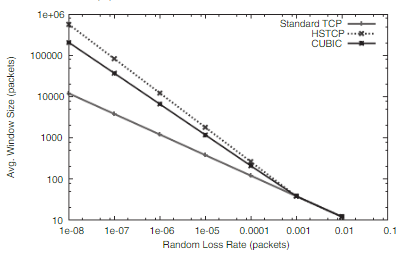 Standard TCP
HSTCP
CUBIC
Avg. Window Size (packets)
1e+06
100000
10000
1000
100
10
1e-08 1e-07 1e-06 1e-05 0.0001 0.001 0.01 0.1
Random Loss Rate (packets)